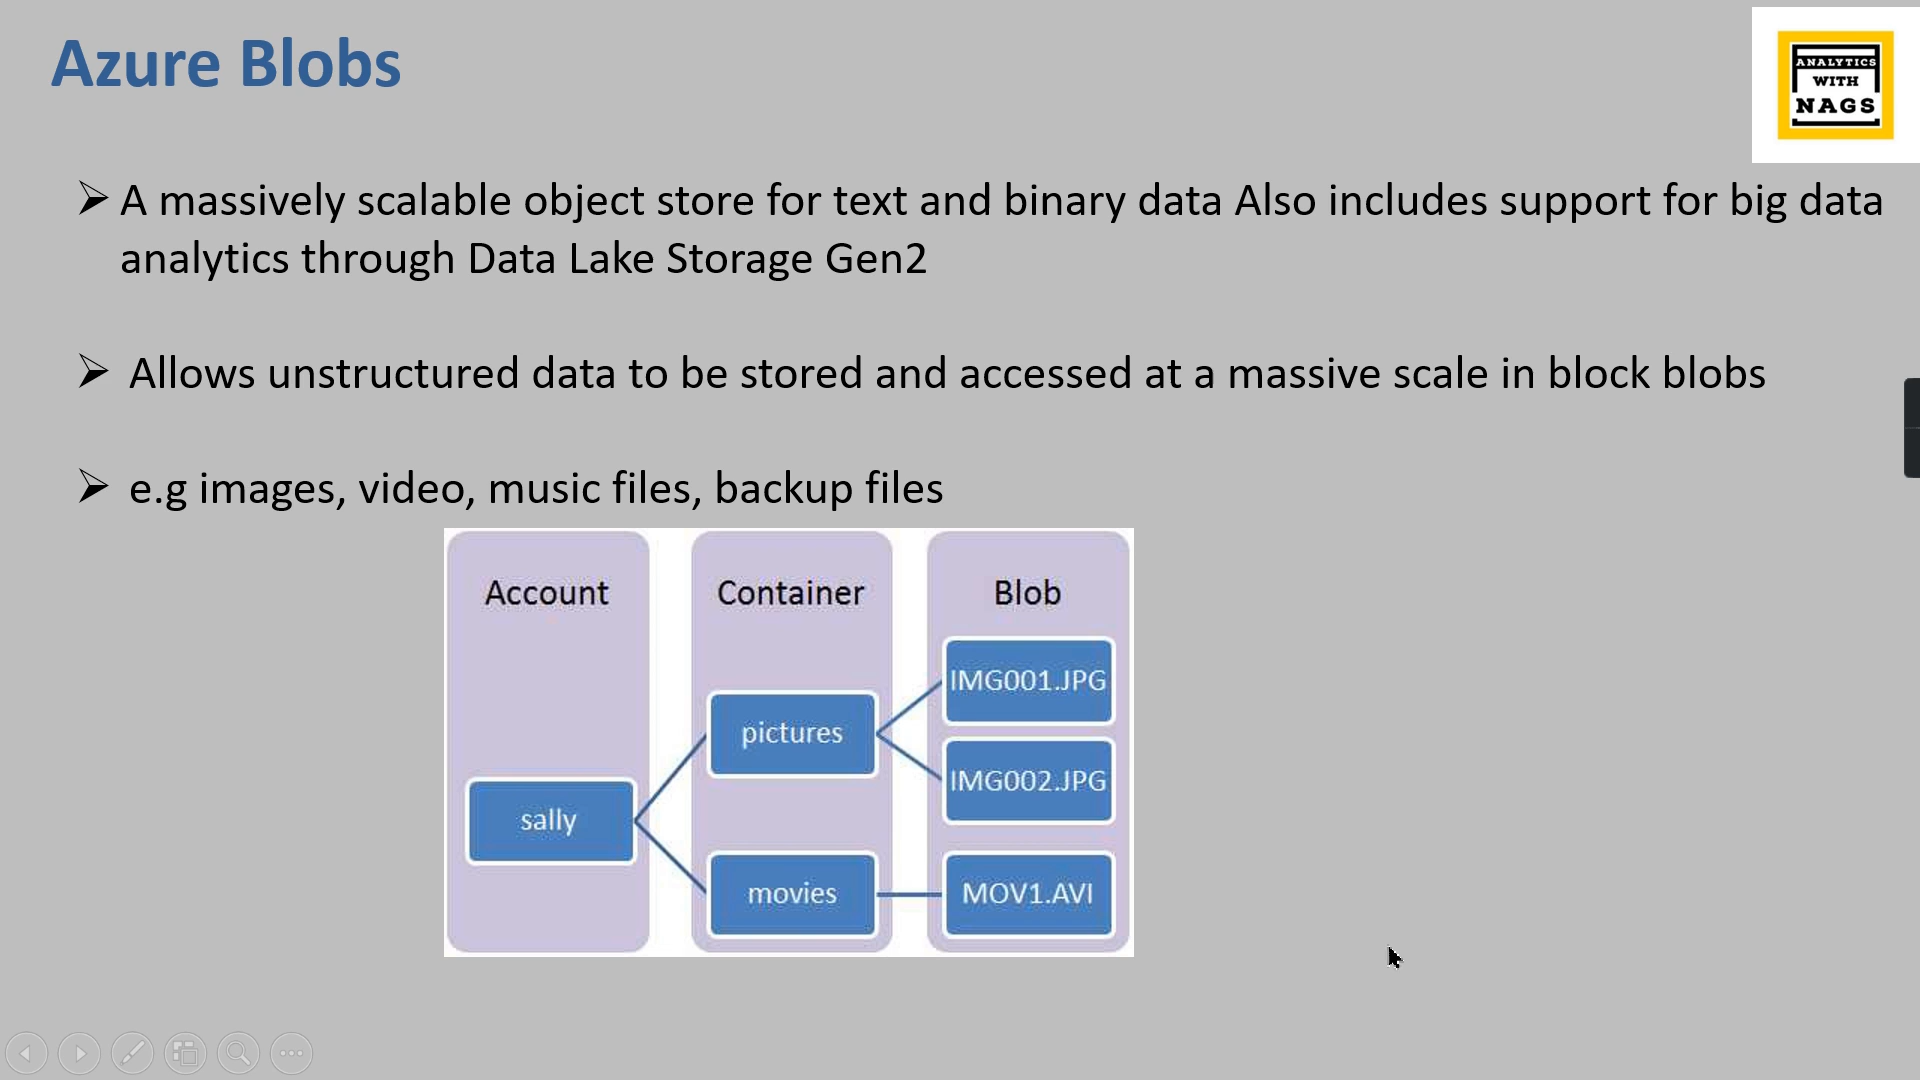 Azure Blobs
ANALYTICS
WITH
NAGS
A massively scalable object store for text and binary data Also includes support for big data
analytics through Data Lake Storage Gen2
Allows unstructured data to be stored and accessed at a massive scale in block blobs
e.g images, video, music files, backup files
Account
Container
Blob
IMG001.JPG
pictures
IMG002.JPG
sally
movies
MOV1.AVI